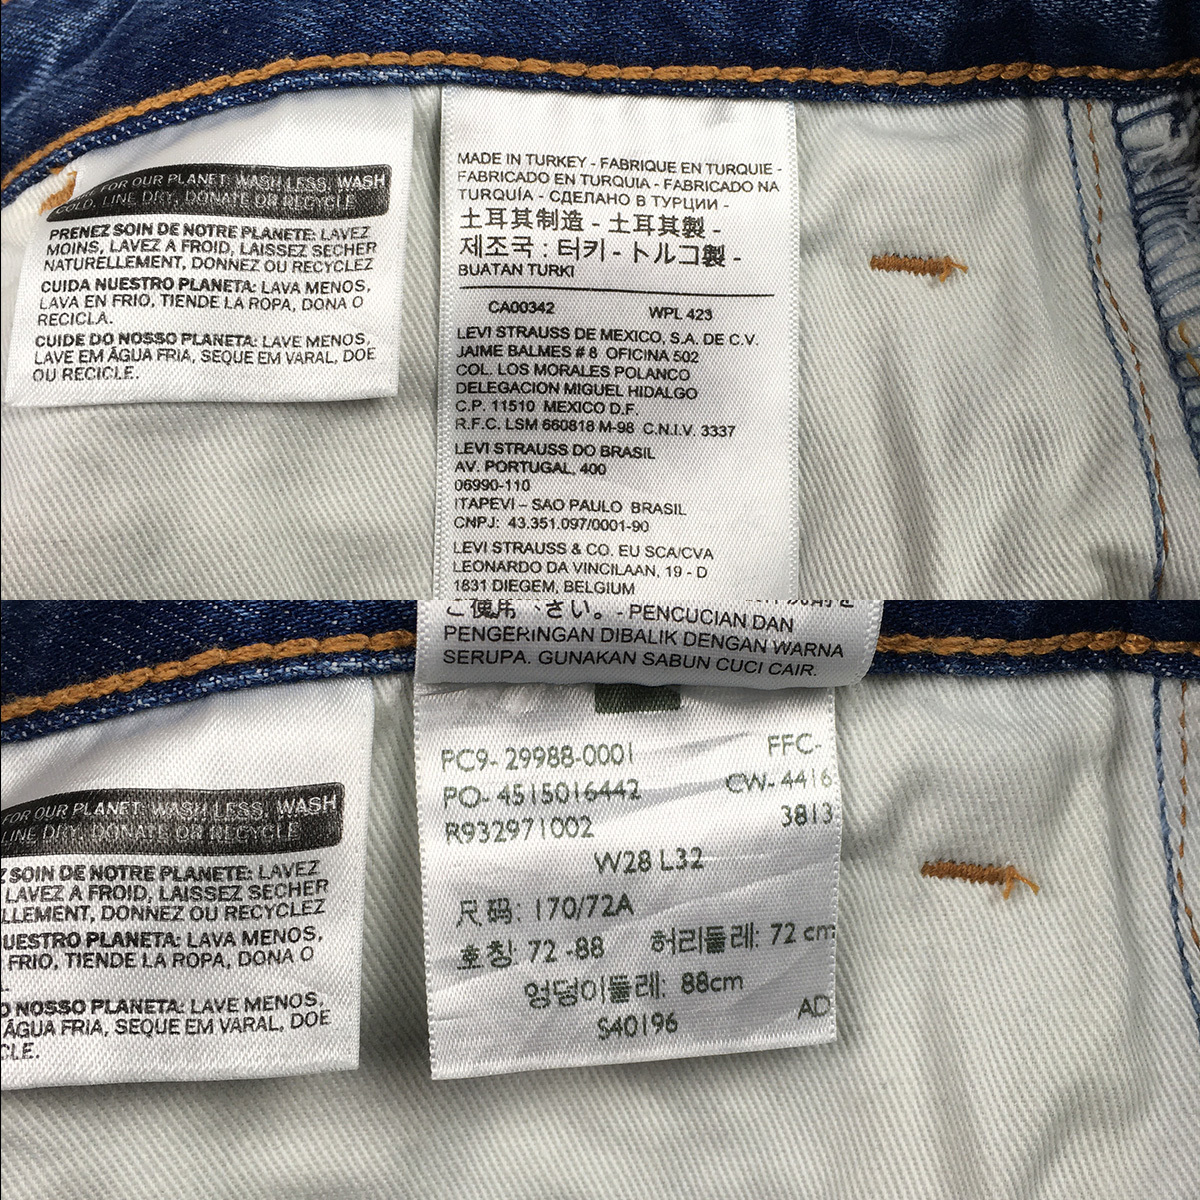 FOR OUR PLANET: WASH LESS, WASH
COLD, LINE DRY, DONATE OR RECYCLE
PRENEZ SOIN DE NOTRE PLANETE: LAVEZ
MOINS, LAVEZ A FROID, LAISSEZ SECHER
NATURELLEMENT, DONNEZ OU RECYCLEZ
CUIDA NUESTRO PLANETA: LAVA MENOS,
LAVA EN FRIO, TIENDE LA ROPA, DONA O
RECICLA.
CUIDE DO NOSSO PLANETA: LAVE MENOS,
LAVE EM ÁGUA FRIA, SEQUE EM VARAL, DOE
OU RECICLE.
MADE IN TURKEY - FABRIQUE EN TURQUIE -
FABRICADO EN TURQUIA - FABRICADO NA
TURQUÍA - СДЕЛАНО В ТУРЦИИ -
土耳其制造 - 土耳其製 -
제조국 : 터키 - トルコ製 -
BUATAN TURKI
CA00342 WPL 423
LEVI STRAUSS DE MEXICO, S.A. DE C.V.
JAIME BALMES # 8 OFICINA 502
COL. LOS MORALES POLANCO
DELEGACION MIGUEL HIDALGO
C.P. 11510 MEXICO D.F.
R.F.C. LSM 660818 M-98 C.N.I.V. 3337
LEVI STRAUSS DO BRASIL
AV. PORTUGAL, 400
06990-110
ITAPEVI – SAO PAULO BRASIL
CNPJ: 43.351.097/0001-90
LEVI STRAUSS & CO. EU SCA/CVA
LEONARDO DA VINCILAAN, 19 - D
1831 DIEGEM, BELGIUM
FOR OUR PLANET: WASH LESS, WASH
LINE DRY, DONATE OR RECYCLE
Z SOIN DE NOTRE PLANETE: LAVEZ
LAVEZ A FROID, LAISSEZ SECHER
LLEMENT, DONNEZ OU RECYCLEZ
UESTRO PLANETA: LAVA MENOS,
FRIO, TIENDE LA ROPA, DONA O
O NOSSO PLANETA: LAVE MENOS,
ÁGUA FRIA, SEQUE EM VARAL, DOE
CLE.
さい。- PENCUCIAN DAN
PENGERINGAN DIBALIK DENGAN WARNA
SERUPA. GUNAKAN SABUN CUCI CAIR.
PC9- 29988-0001 FFC-
PO- 4515016442 CW- 4416
R932971002 3813
W28 L32
尺码: 170/72A
호칭: 72 -88 허리둘레: 72 cm
엉덩이둘레: 88cm
S40196 AD